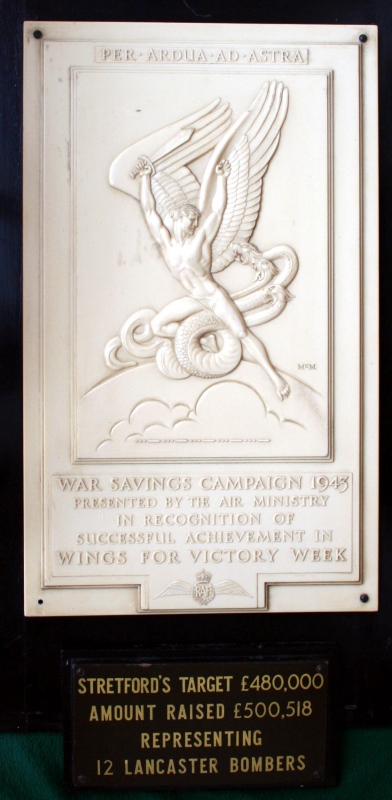 PER · ARDUA · AD · ASTRA
McM.
WAR SAVINGS CAMPAIGN 1943
PRESENTED BY THE AIR MINISTRY
IN RECOGNITION OF
SUCCESSFUL ACHIEVEMENT IN
WINGS FOR VICTORY WEEK
RAF
STRETFORD'S TARGET £480,000
AMOUNT RAISED £500,518
REPRESENTING
12 LANCASTER BOMBERS